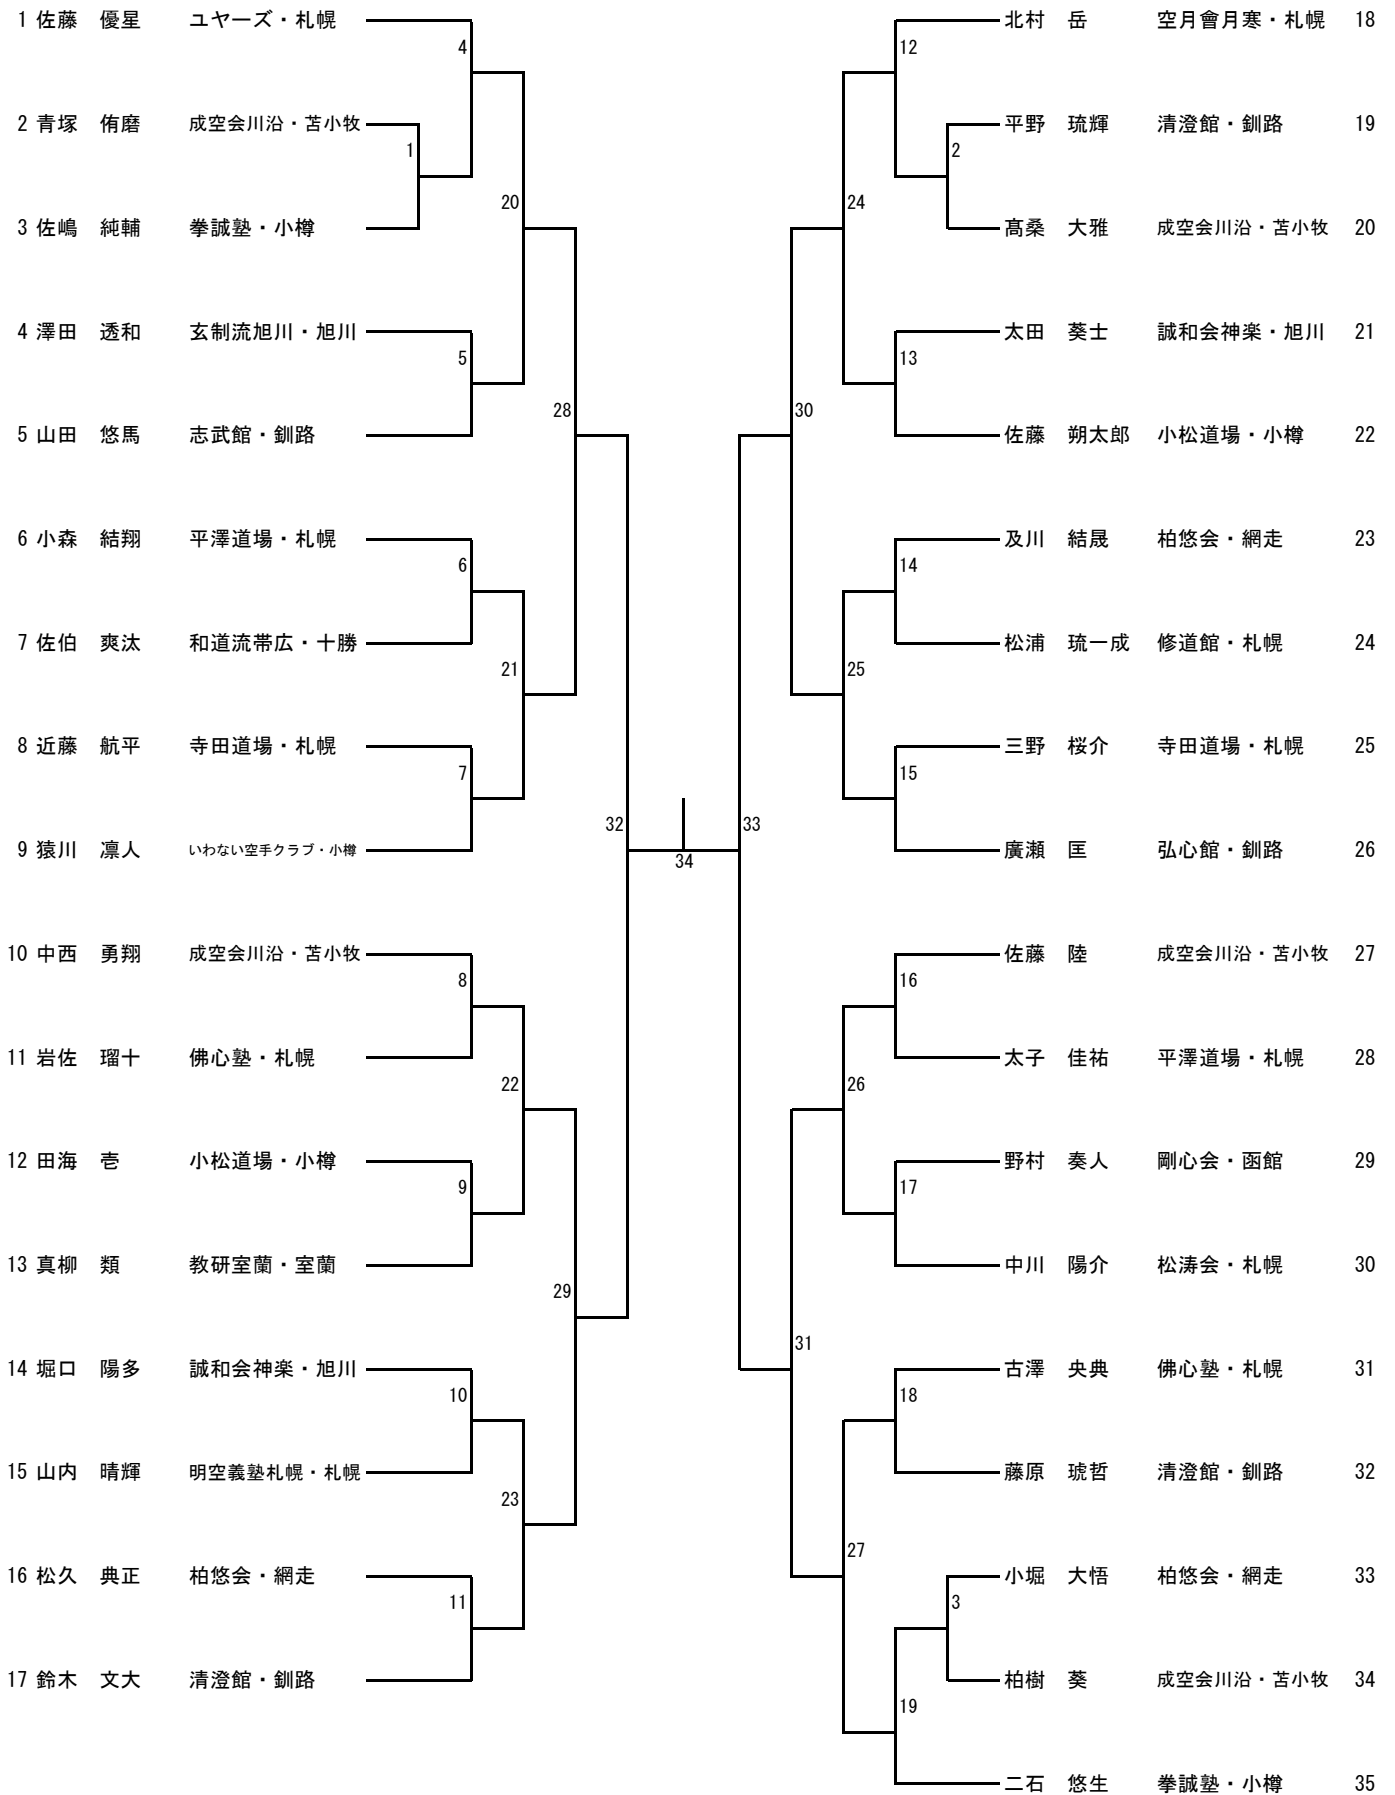 1 佐藤 優星 ユヤーズ・札幌
4
2 青塚 侑磨 成空会川沿・苫小牧
1
3 佐嶋 純輔 拳誠塾・小樽
20
4 澤田 透和 玄制流旭川・旭川
5
5 山田 悠馬 志武館・釧路
28
6 小森 結翔 平澤道場・札幌
6
7 佐伯 爽汰 和道流帯広・十勝
21
8 近藤 航平 寺田道場・札幌
7
9 猿川 凛人 いわない空手クラブ・小樽
32
10 中西 勇翔 成空会川沿・苫小牧
8
11 岩佐 瑠十 佛心塾・札幌
22
12 田海 壱 小松道場・小樽
9
13 真柳 類 教研室蘭・室蘭
29
14 堀口 陽多 誠和会神楽・旭川
10
15 山内 晴輝 明空義塾札幌・札幌
23
16 松久 典正 柏悠会・網走
11
17 鈴木 文大 清澄館・釧路
34
北村 岳 空月會月寒・札幌 18
12
平野 琉輝 清澄館・釧路 19
2
髙桑 大雅 成空会川沿・苫小牧 20
24
太田 葵士 誠和会神楽・旭川 21
13
佐藤 朔太郎 小松道場・小樽 22
30
及川 結晟 柏悠会・網走 23
14
松浦 琉一成 修道館・札幌 24
25
三野 桜介 寺田道場・札幌 25
15
廣瀬 匡 弘心館・釧路 26
33
佐藤 陸 成空会川沿・苫小牧 27
16
太子 佳祐 平澤道場・札幌 28
26
野村 奏人 剛心会・函館 29
17
中川 陽介 松涛会・札幌 30
31
古澤 央典 佛心塾・札幌 31
18
藤原 琥哲 清澄館・釧路 32
27
小堀 大悟 柏悠会・網走 33
3
柏樹 葵 成空会川沿・苫小牧 34
19
二石 悠生 拳誠塾・小樽 35